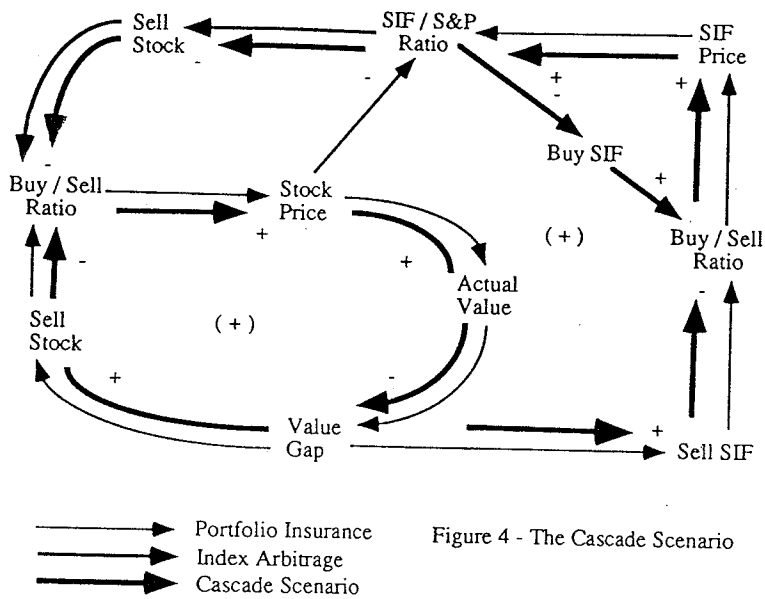 Sell
Stock
-
SIF / S&P
Ratio
-
SIF
Price
+
-
+
Buy SIF
+
-
Buy / Sell
Ratio
Stock
Price
+
+
( + )
Buy / Sell
Ratio
-
Actual
Value
-
Sell
Stock
( + )
+
-
Value
Gap
+
Sell SIF
Portfolio Insurance
Index Arbitrage
Cascade Scenario
Figure 4 - The Cascade Scenario